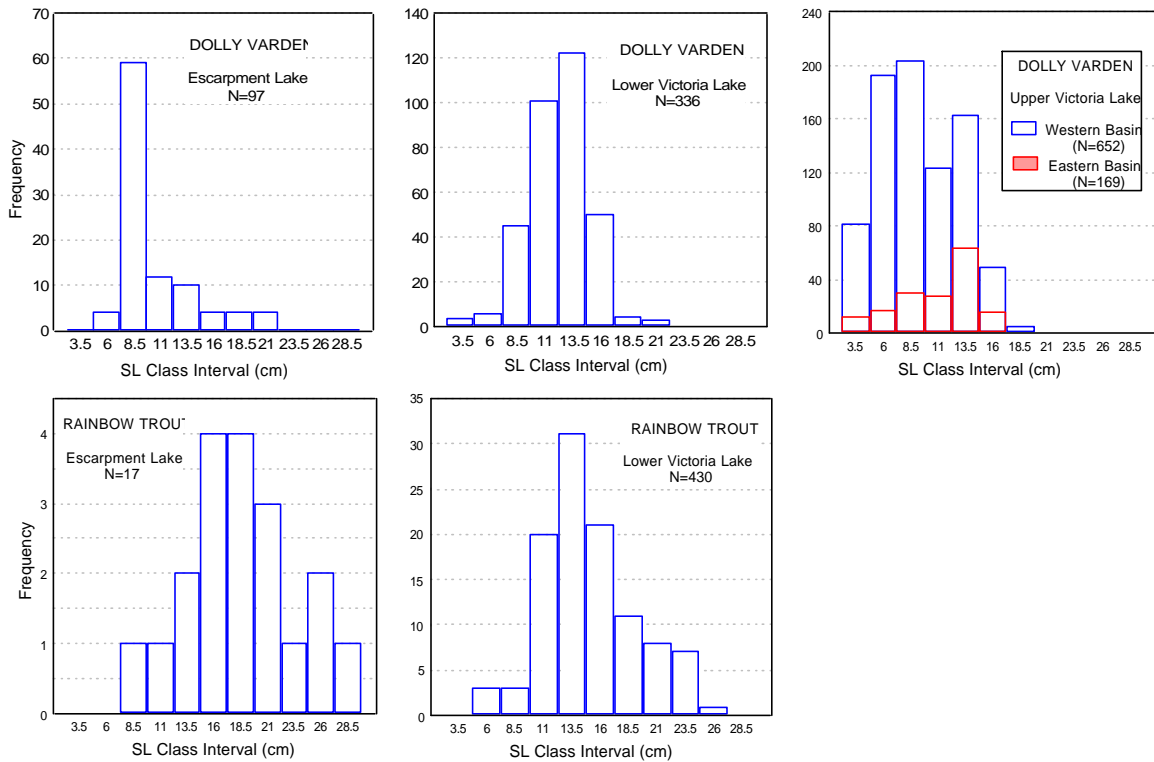 70
60
50
40
30
20
10
0
Frequency
DOLLY VARDEN
Escarpment Lake
N=97
3.5 6 8.5 11 13.5 16 18.5 21 23.5 26 28.5
SL Class Interval (cm)
140
120
100
80
60
40
20
0
DOLLY VARDEN
Lower Victoria Lake
N=336
3.5 6 8.5 11 13.5 16 18.5 21 23.5 26 28.5
SL Class Interval (cm)
240
200
160
120
80
40
0
DOLLY VARDEN
Upper Victoria Lake
Western Basin
(N=652)
Eastern Basin
(N=169)
3.5 6 8.5 11 13.5 16 18.5 21 23.5 26 28.5
SL Class Interval (cm)
4
3
2
1
0
Frequency
RAINBOW TROUT
Escarpment Lake
N=17
3.5 6 8.5 11 13.5 16 18.5 21 23.5 26 28.5
SL Class Interval (cm)
35
30
25
20
15
10
5
0
RAINBOW TROUT
Lower Victoria Lake
N=430
3.5 6 8.5 11 13.5 16 18.5 21 23.5 26 28.5
SL Class Interval (cm)